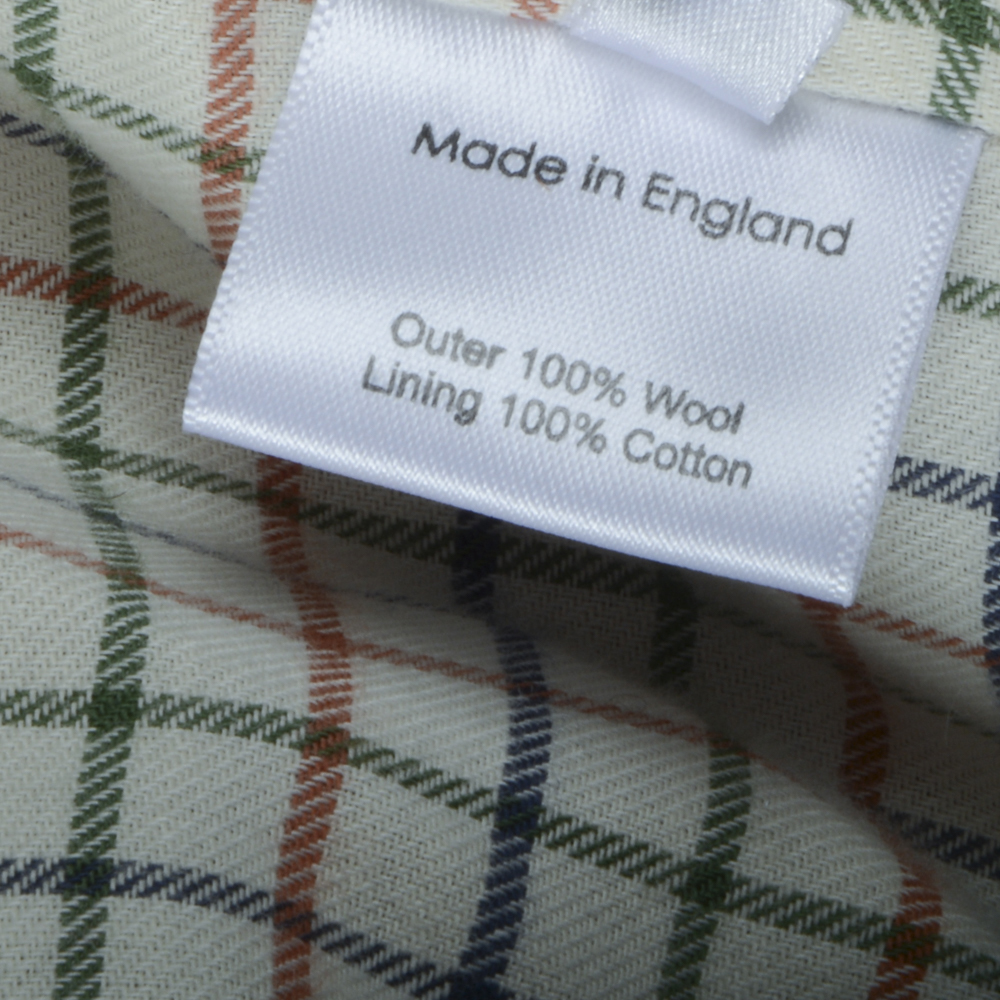 Made in England
Outer 100% Wool
Lining 100% Cotton